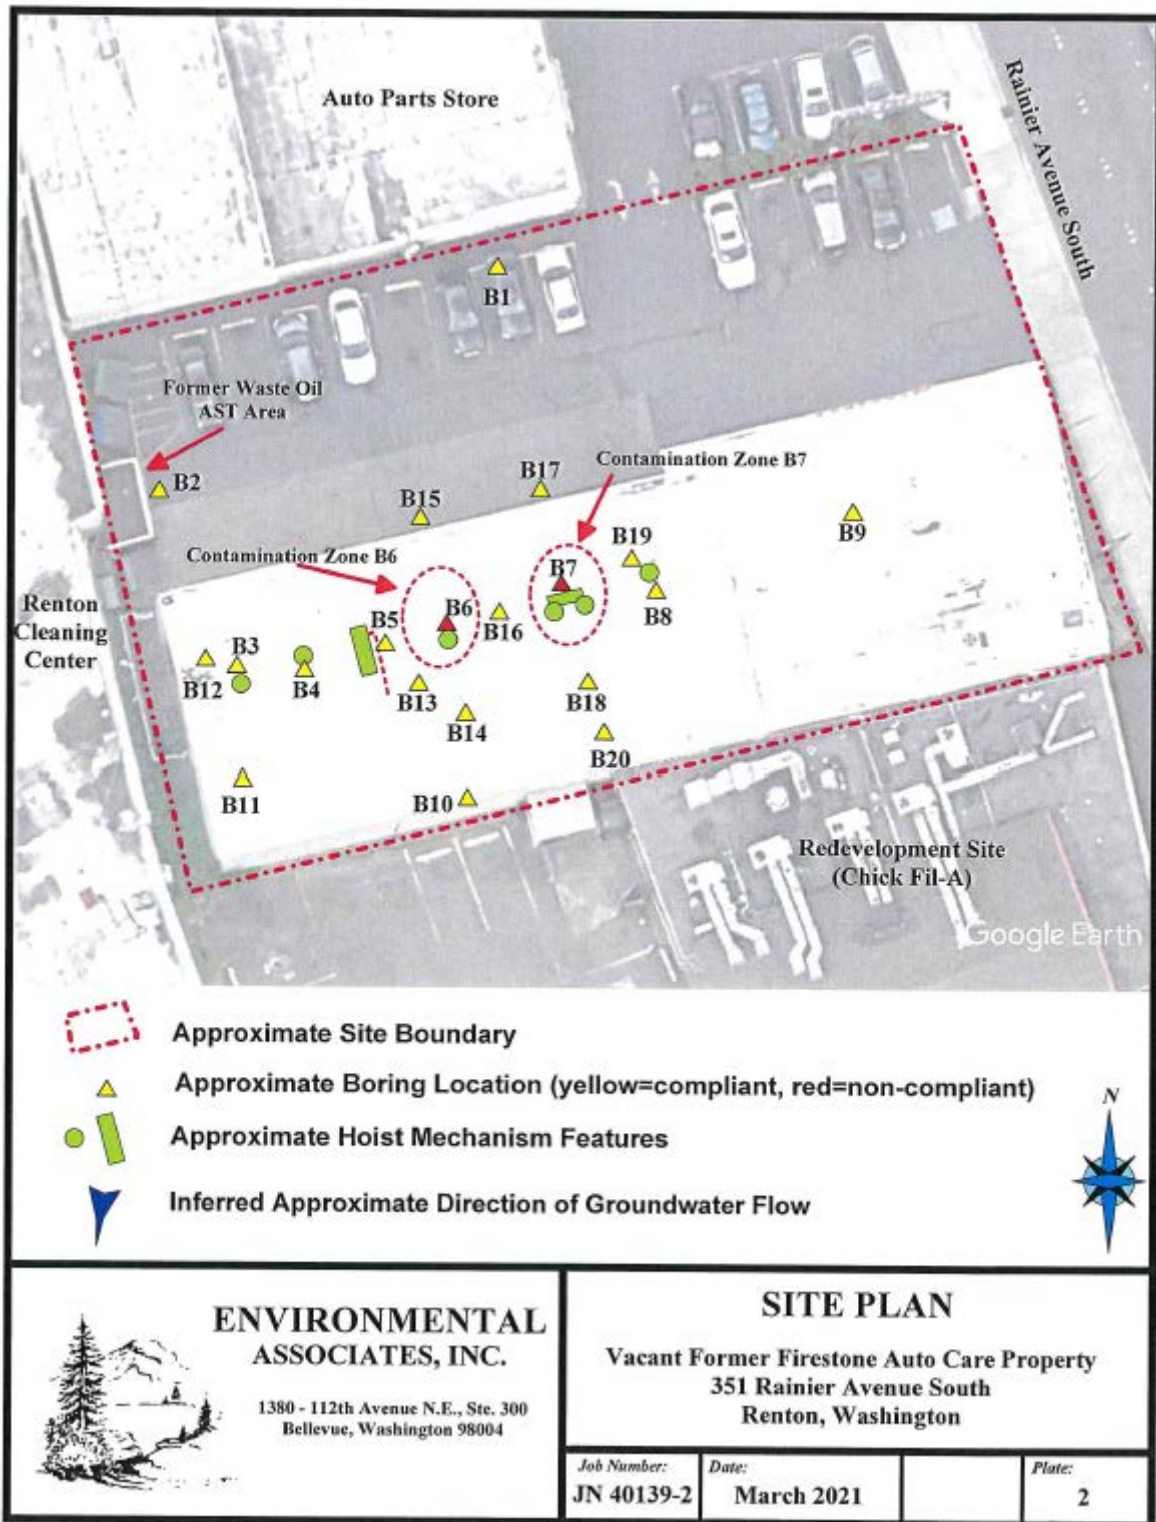 Auto Parts Store
Rainier Avenue South
B1
Former Waste Oil
AST Area
B2
B17
Contamination Zone B7
B15
B9
B19
Contamination Zone B6
B7
B8
Renton
Cleaning
Center
B5
B6
B16
B3
B12
B4
B13
B18
B14
B20
B11
B10
Redevelopment Site
(Chick Fil-A)
Google Earth
Approximate Site Boundary
Approximate Boring Location (yellow=compliant, red=non-compliant)
N
Approximate Hoist Mechanism Features
Inferred Approximate Direction of Groundwater Flow
ENVIRONMENTAL
ASSOCIATES, INC.
1380 - 112th Avenue N.E., Ste. 300
Bellevue, Washington 98004
SITE PLAN
Vacant Former Firestone Auto Care Property
351 Rainier Avenue South
Renton, Washington
Job Number:
JN 40139-2
Date:
March 2021
Plate:
2